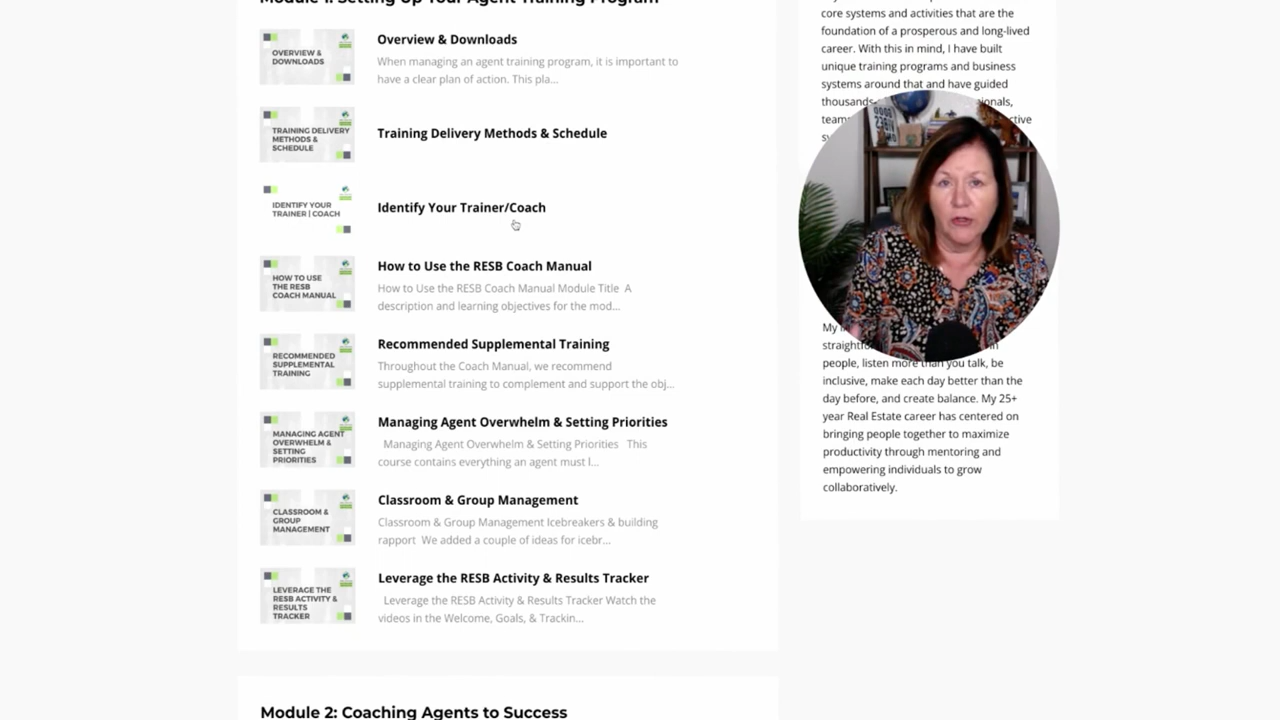 Module 1: Setting Up Your Agent Training Program
OVERVIEW &
DOWNLOADS
Overview & Downloads
When managing an agent training program, it is important to
have a clear plan of action. This pla...
TRAINING DELIVERY
METHODS &
SCHEDULE
Training Delivery Methods & Schedule
IDENTIFY YOUR
TRAINER | COACH
Identify Your Trainer/Coach
HOW TO USE
THE RESB
COACH MANUAL
How to Use the RESB Coach Manual
How to Use the RESB Coach Manual Module Title A
description and learning objectives for the mod...
RECOMMENDED
SUPPLEMENTAL
TRAINING
Recommended Supplemental Training
Throughout the Coach Manual, we recommend
supplemental training to complement and support the obj...
MANAGING AGENT
OVERWHELM &
SETTING
PRIORITIES
Managing Agent Overwhelm & Setting Priorities
Managing Agent Overwhelm & Setting Priorities This
course contains everything an agent must l...
CLASSROOM &
GROUP
MANAGEMENT
Classroom & Group Management
Classroom & Group Management Icebreakers & building
rapport We added a couple of ideas for icebr...
LEVERAGE THE
RESB ACTIVITY &
RESULTS
TRACKER
Leverage the RESB Activity & Results Tracker
Leverage the RESB Activity & Results Tracker Watch the
videos in the Welcome, Goals, & Trackin...
Module 2: Coaching Agents to Success
core systems and activities that are the
foundation of a prosperous and long-lived
career. With this in mind, I have built
unique training programs and business
systems around that and have guided
thousands
My
people, listen more than you talk, be
inclusive, make each day better than the
day before, and create balance. My 25+
year Real Estate career has centered on
bringing people together to maximize
productivity through mentoring and
empowering individuals to grow
collaboratively.